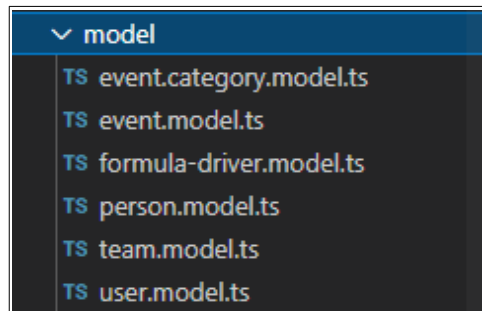 model
TS event.category.model.ts
TS event.model.ts
TS formula-driver.model.ts
TS person.model.ts
TS team.model.ts
TS user.model.ts